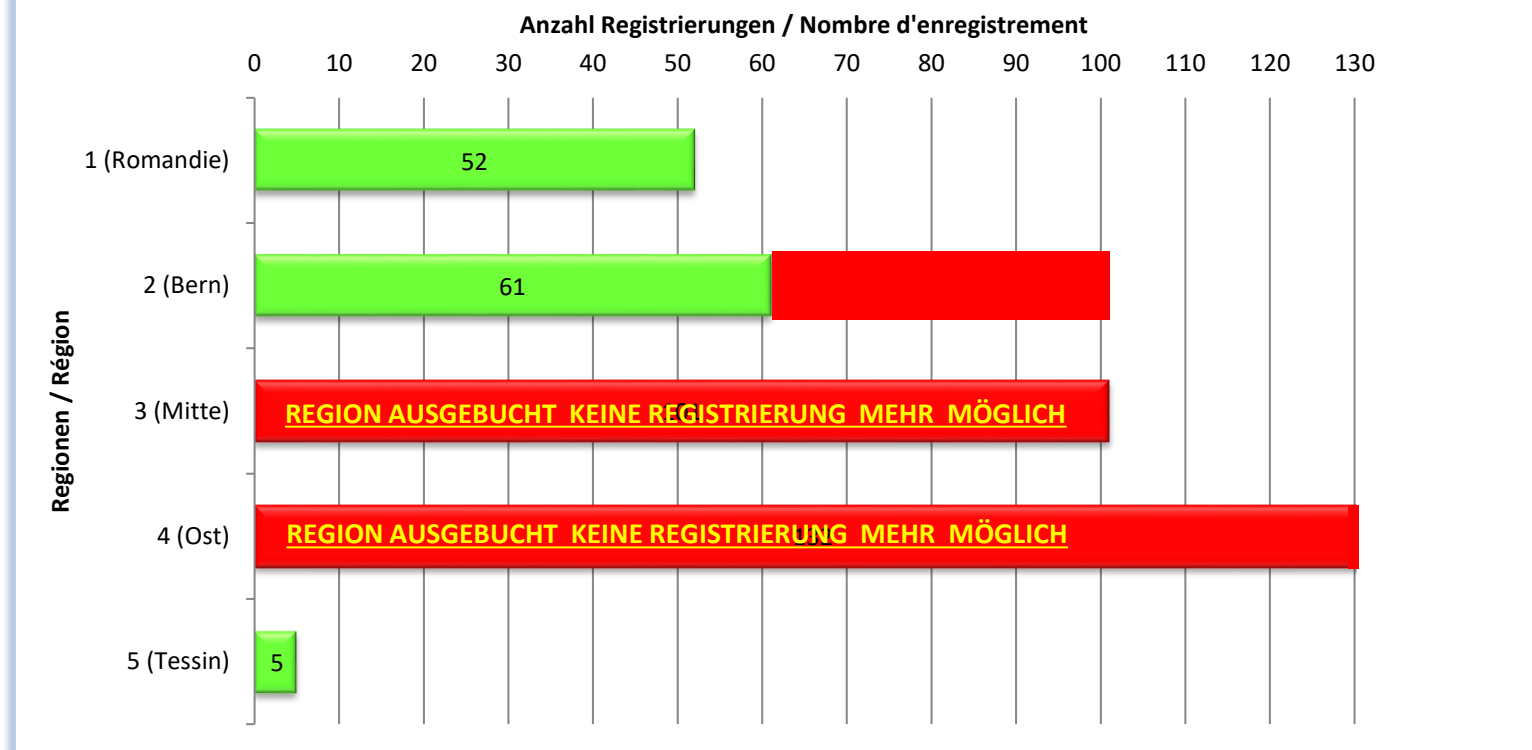 Anzahl Registrierungen / Nombre d'enregistrement
0 10 20 30 40 50 60 70 80 90 100 110 120 130
Regionen / Région
1 (Romandie)
52
2 (Bern)
61
3 (Mitte)
REGION AUSGEBUCHT KEINE REGISTRIERUNG MEHR MÖGLICH
4 (Ost)
REGION AUSGEBUCHT KEINE REGISTRIERUNG MEHR MÖGLICH
5 (Tessin)
5